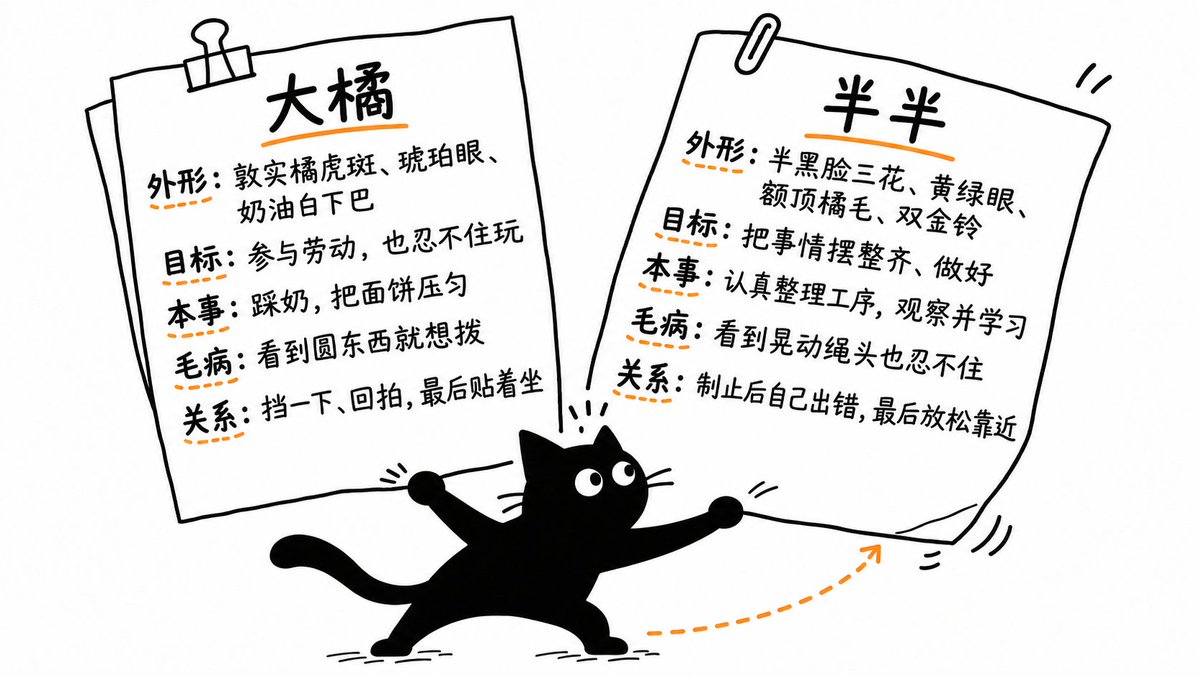 大橘
外形：敦实橘虎斑、琥珀眼、
奶油白下巴
目标：参与劳动，也忍不住玩
本事：踩奶，把面饼压匀
毛病：看到圆东西就想拨
关系：挡一下、回拍，最后贴着坐
半半
外形：半黑脸三花、黄绿眼、
额顶橘毛、双金铃
目标：把事情摆整齐、做好
本事：认真整理工序，观察并学习
毛病：看到晃动绳头也忍不住
关系：制止后自己出错，最后放松靠近